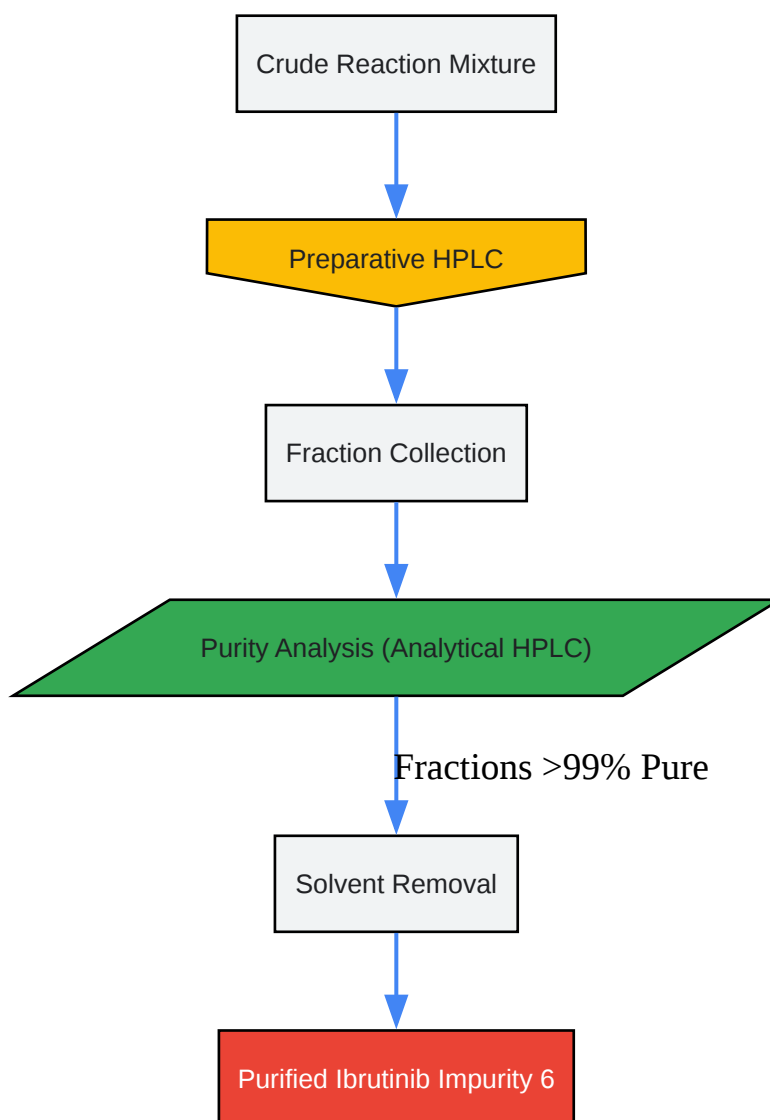 Crude Reaction Mixture
Preparative HPLC
Fraction Collection
Purity Analysis (Analytical HPLC)
Fractions >99% Pure
Solvent Removal
Purified Ibrutinib Impurity 6